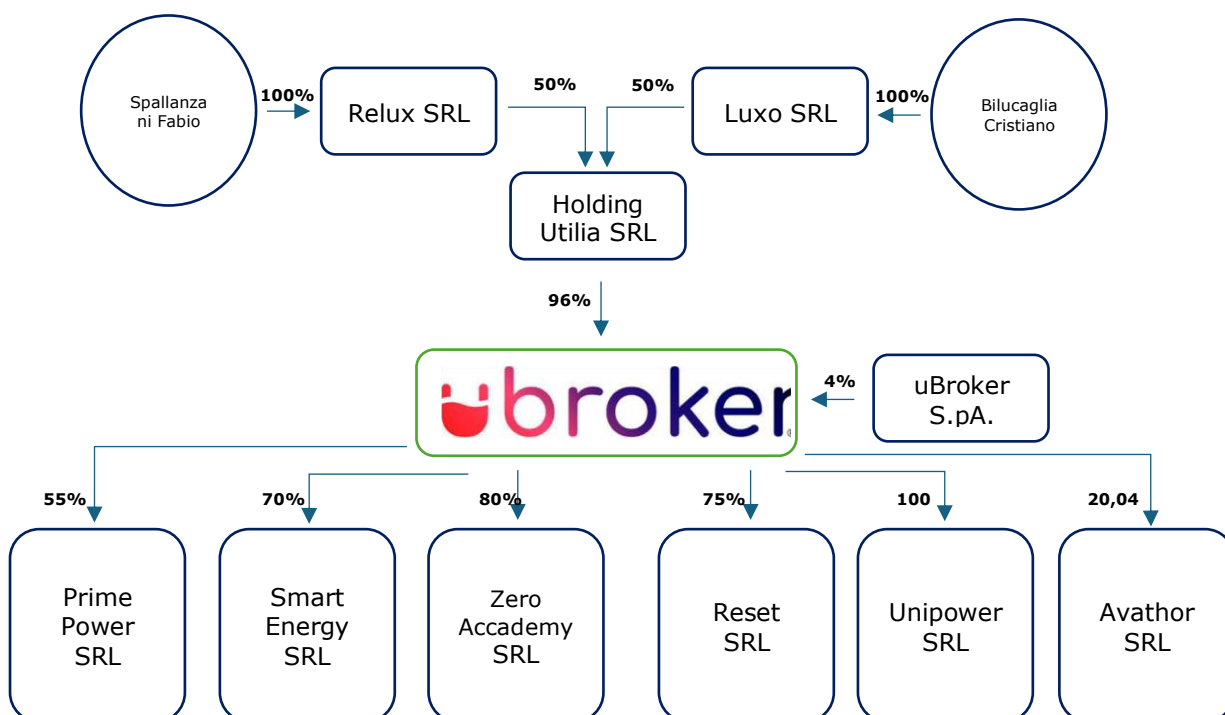 Spallanza
ni Fabio
100%
Relux SRL
50%
50%
Luxo SRL
100%
Bilucaglia
Cristiano
Holding
Utilia SRL
96%
ubroker
4%
uBroker
S.pA.
55%
70%
80%
75%
100
20,04
Prime
Power
SRL
Smart
Energy
SRL
Zero
Accademy
SRL
Reset
SRL
Unipower
SRL
Avathor
SRL